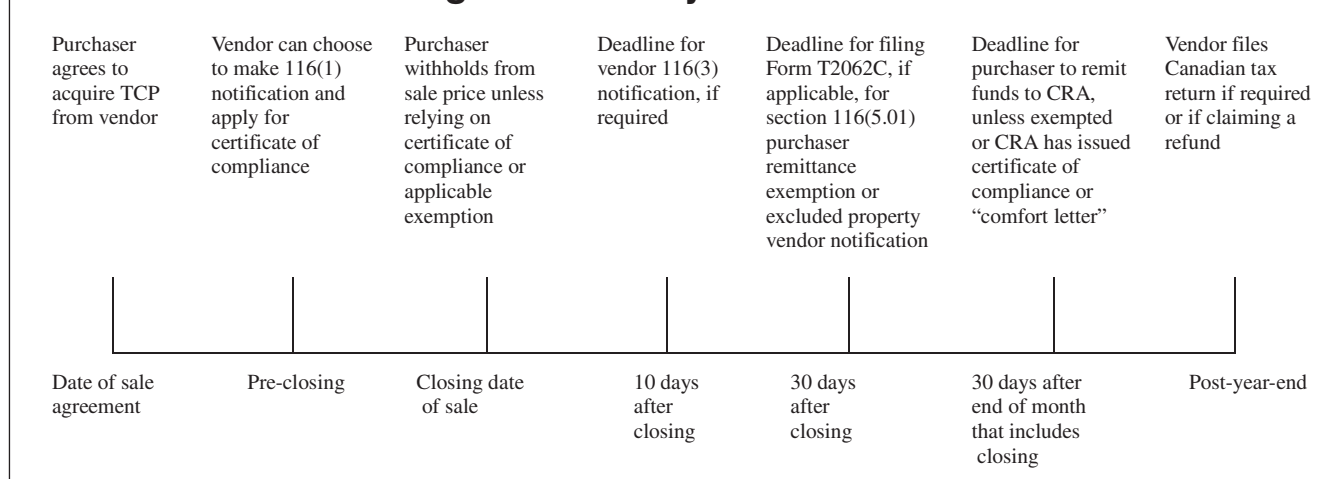 Purchaser
agrees to
acquire TCP
from vendor
Vendor can choose
to make 116(1)
notification and
apply for
certificate of
compliance
Purchaser
withholds from
sale price unless
relying on
certificate of
compliance or
applicable
exemption
Deadline for
vendor 116(3)
notification, if
required
Deadline for filing
Form T2062C, if
applicable, for
section 116(5.01)
purchaser
remittance
exemption or
excluded property
vendor notification
Deadline for
purchaser to remit
funds to CRA,
unless exempted
or CRA has issued
certificate of
compliance or
“comfort letter”
Vendor files
Canadian tax
return if required
or if claiming a
refund
Date of sale
agreement
Pre-closing
Closing date
of sale
10 days
after
closing
30 days
after
closing
30 days after
end of month
that includes
closing
Post-year-end